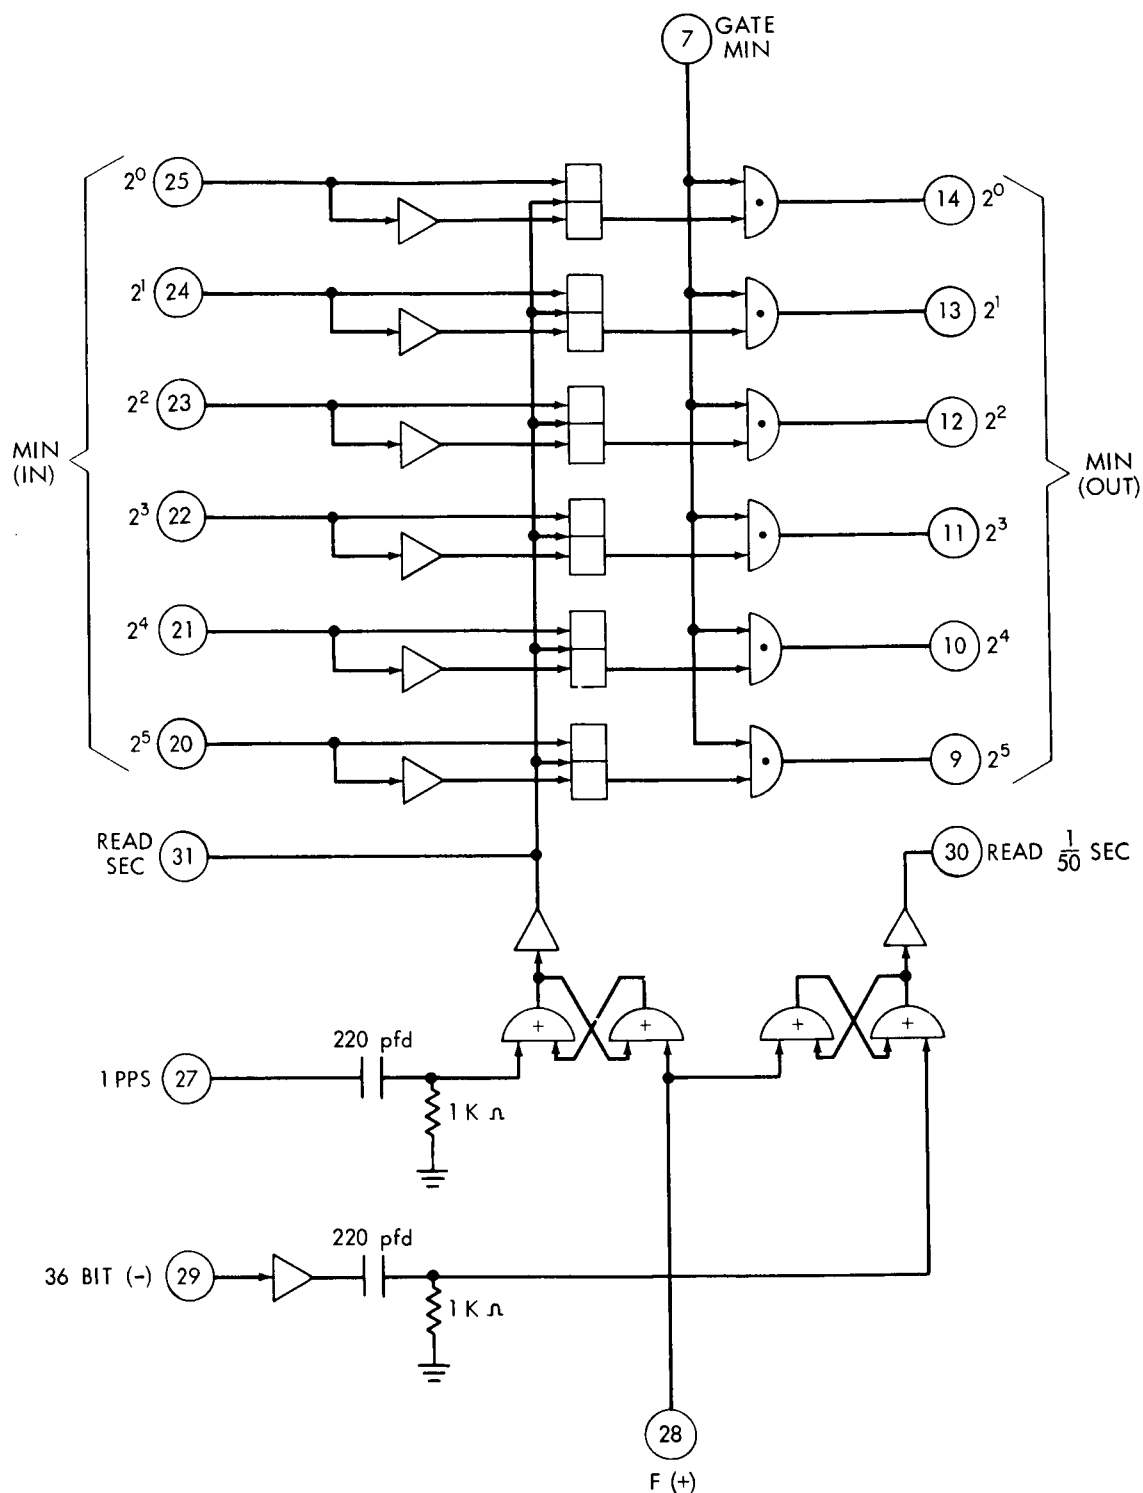 7 GATE
MIN
2⁰ 25
14 2⁰
2¹ 24
13 2¹
2² 23
12 2²
MIN
(IN)
MIN
(OUT)
2³ 22
11 2³
2⁴ 21
10 2⁴
2⁵ 20
9 2⁵
READ
SEC 31
30 READ 1/50 SEC
+ + + +
220 pfd
1 PPS 27
1 K Ω
220 pfd
36 BIT (-) 29
1 K Ω
28
F (+)